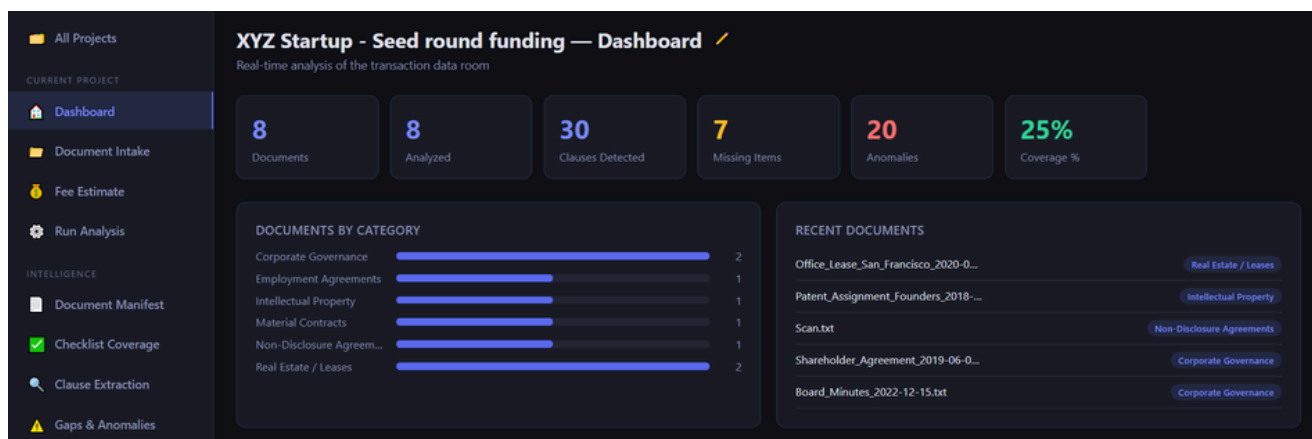 All Projects
CURRENT PROJECT
Dashboard
Document Intake
Fee Estimate
Run Analysis
INTELLIGENCE
Document Manifest
Checklist Coverage
Clause Extraction
Gaps & Anomalies
XYZ Startup - Seed round funding — Dashboard
Real-time analysis of the transaction data room
8
Documents
8
Analyzed
30
Clauses Detected
7
Missing Items
20
Anomalies
25%
Coverage %
DOCUMENTS BY CATEGORY
Corporate Governance 2
Employment Agreements 1
Intellectual Property 1
Material Contracts 1
Non-Disclosure Agreem... 1
Real Estate / Leases 2
RECENT DOCUMENTS
Office_Lease_San_Francisco_2020-0... Real Estate / Leases
Patent_Assignment_Founders_2018-... Intellectual Property
Scan.txt Non-Disclosure Agreements
Shareholder_Agreement_2019-06-0... Corporate Governance
Board_Minutes_2022-12-15.txt Corporate Governance